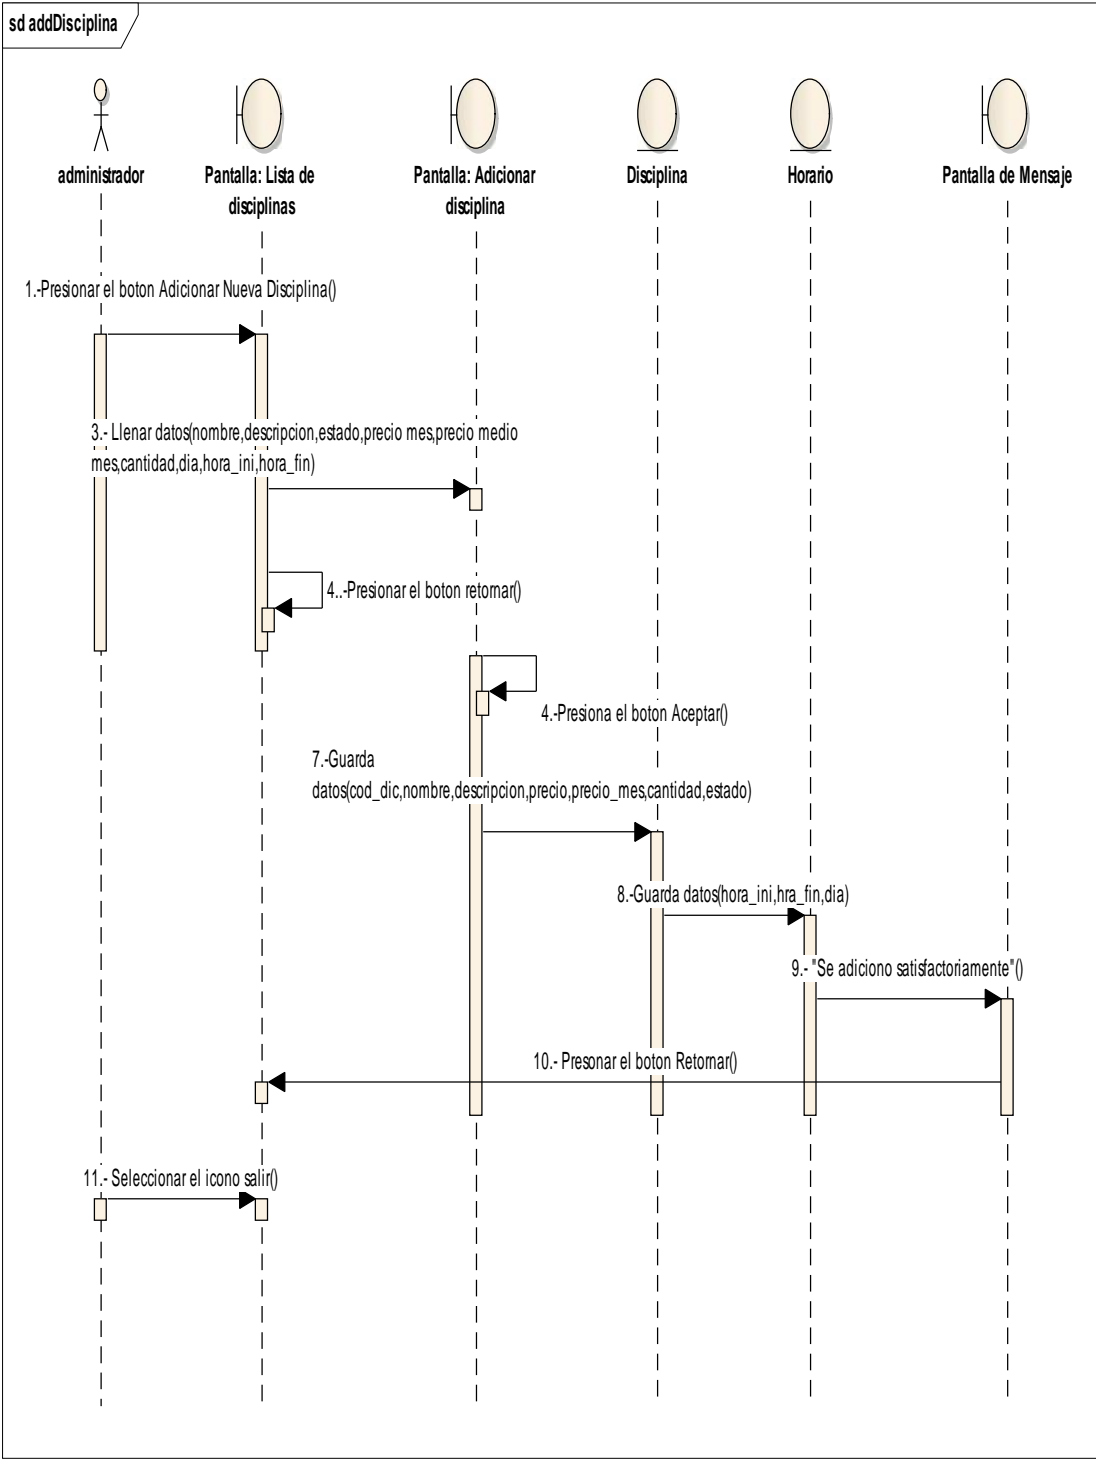 sd addDisciplina
administrador
Pantalla: Lista de
disciplinas
Pantalla: Adicionar
disciplina
Disciplina
Horario
Pantalla de Mensaje
1.-Presionar el boton Adicionar Nueva Disciplina()
3.- Llenar datos(nombre,descripcion,estado,precio mes,precio medio
mes,cantidad,dia,hora_ini,hora_fin)
4..-Presionar el boton retornar()
4.-Presiona el boton Aceptar()
7.-Guarda
datos(cod_dic,nombre,descripcion,precio,precio_mes,cantidad,estado)
8.-Guarda datos(hora_ini,hra_fin,dia)
9.- "Se adiciono satisfactoriamente"()
10.- Presonar el boton Retornar()
11.- Seleccionar el icono salir()